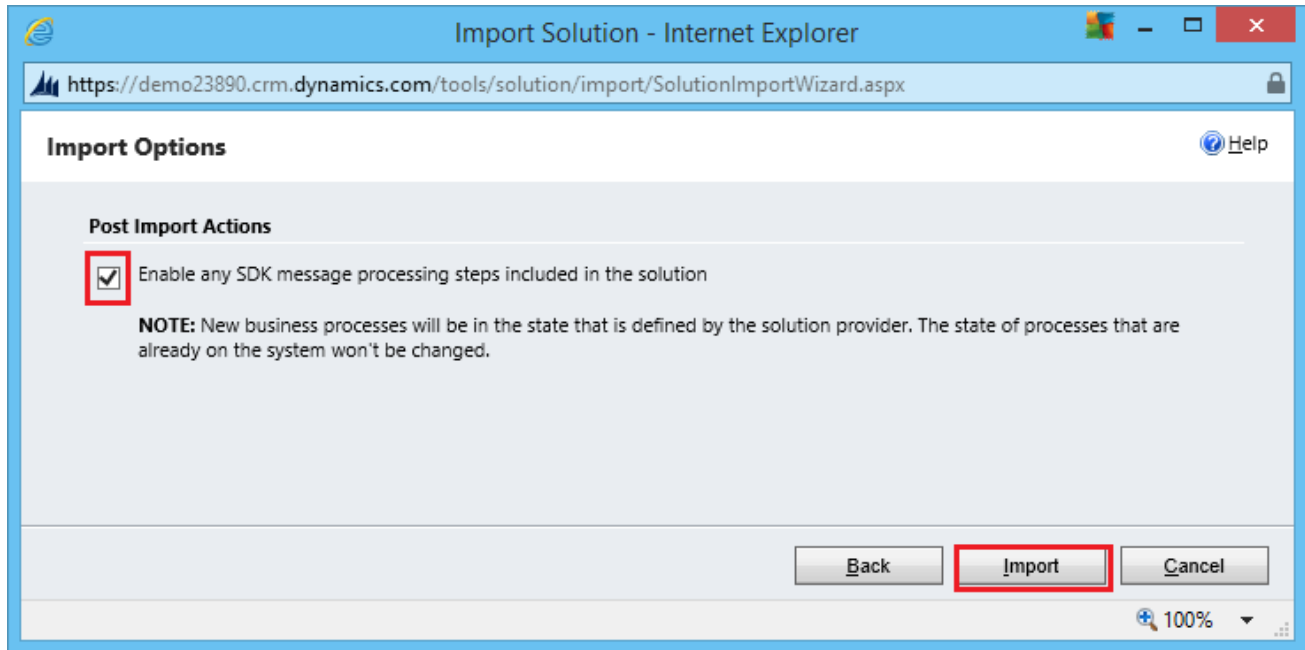 Import Solution - Internet Explorer
https://demo23890.crm.dynamics.com/tools/solution/import/SolutionImportWizard.aspx
Import Options
Help
Post Import Actions
Enable any SDK message processing steps included in the solution
NOTE: New business processes will be in the state that is defined by the solution provider. The state of processes that are
already on the system won't be changed.
Back
Import
Cancel
100%